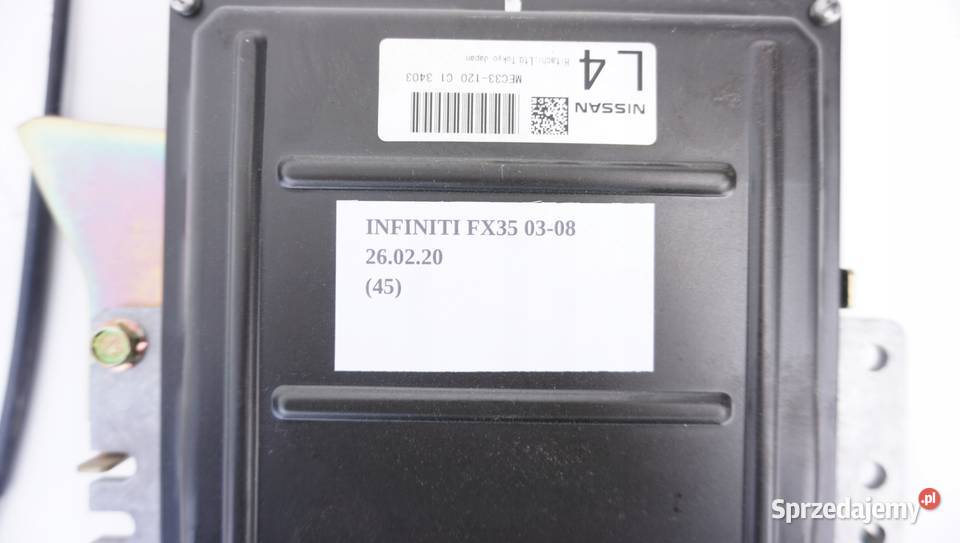 NISSAN
L4
MEC33-120 C1 3403
Hitachi,Ltd.Tokyo Japan
INFINITI FX35 03-08
26.02.20
(45)
Sprzedajemy.pl